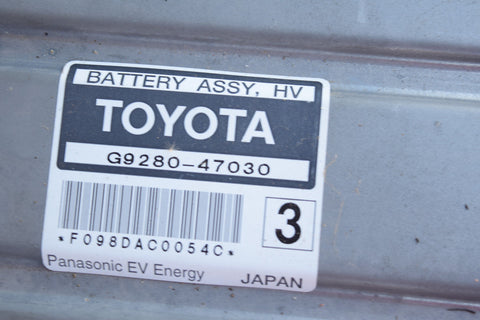 BATTERY ASSY, HV
TOYOTA
G9280-47030
3
*F098DAC0054C*
Panasonic EV Energy
JAPAN